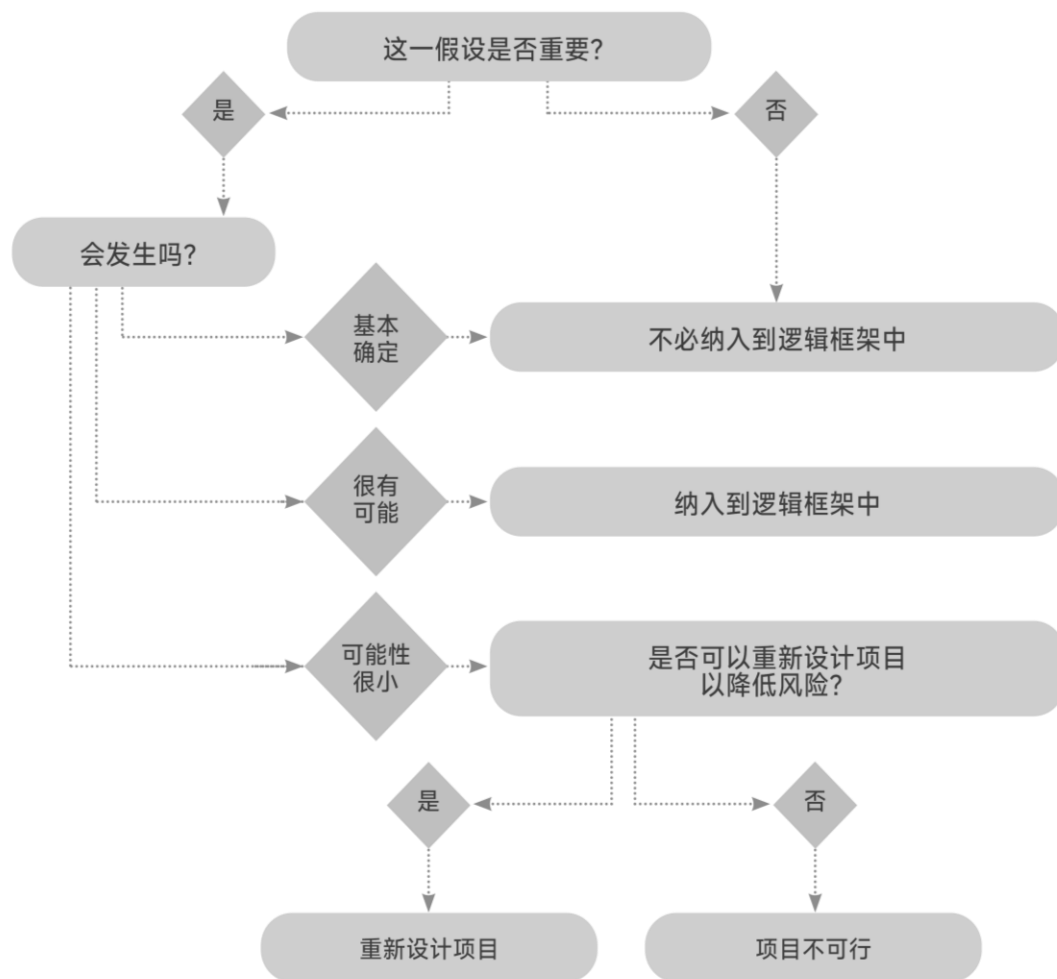 这一假设是否重要?
是
否
会发生吗?
基本
确定
不必纳入到逻辑框架中
很有
可能
纳入到逻辑框架中
可能性
很小
是否可以重新设计项目
以降低风险?
是
否
重新设计项目
项目不可行